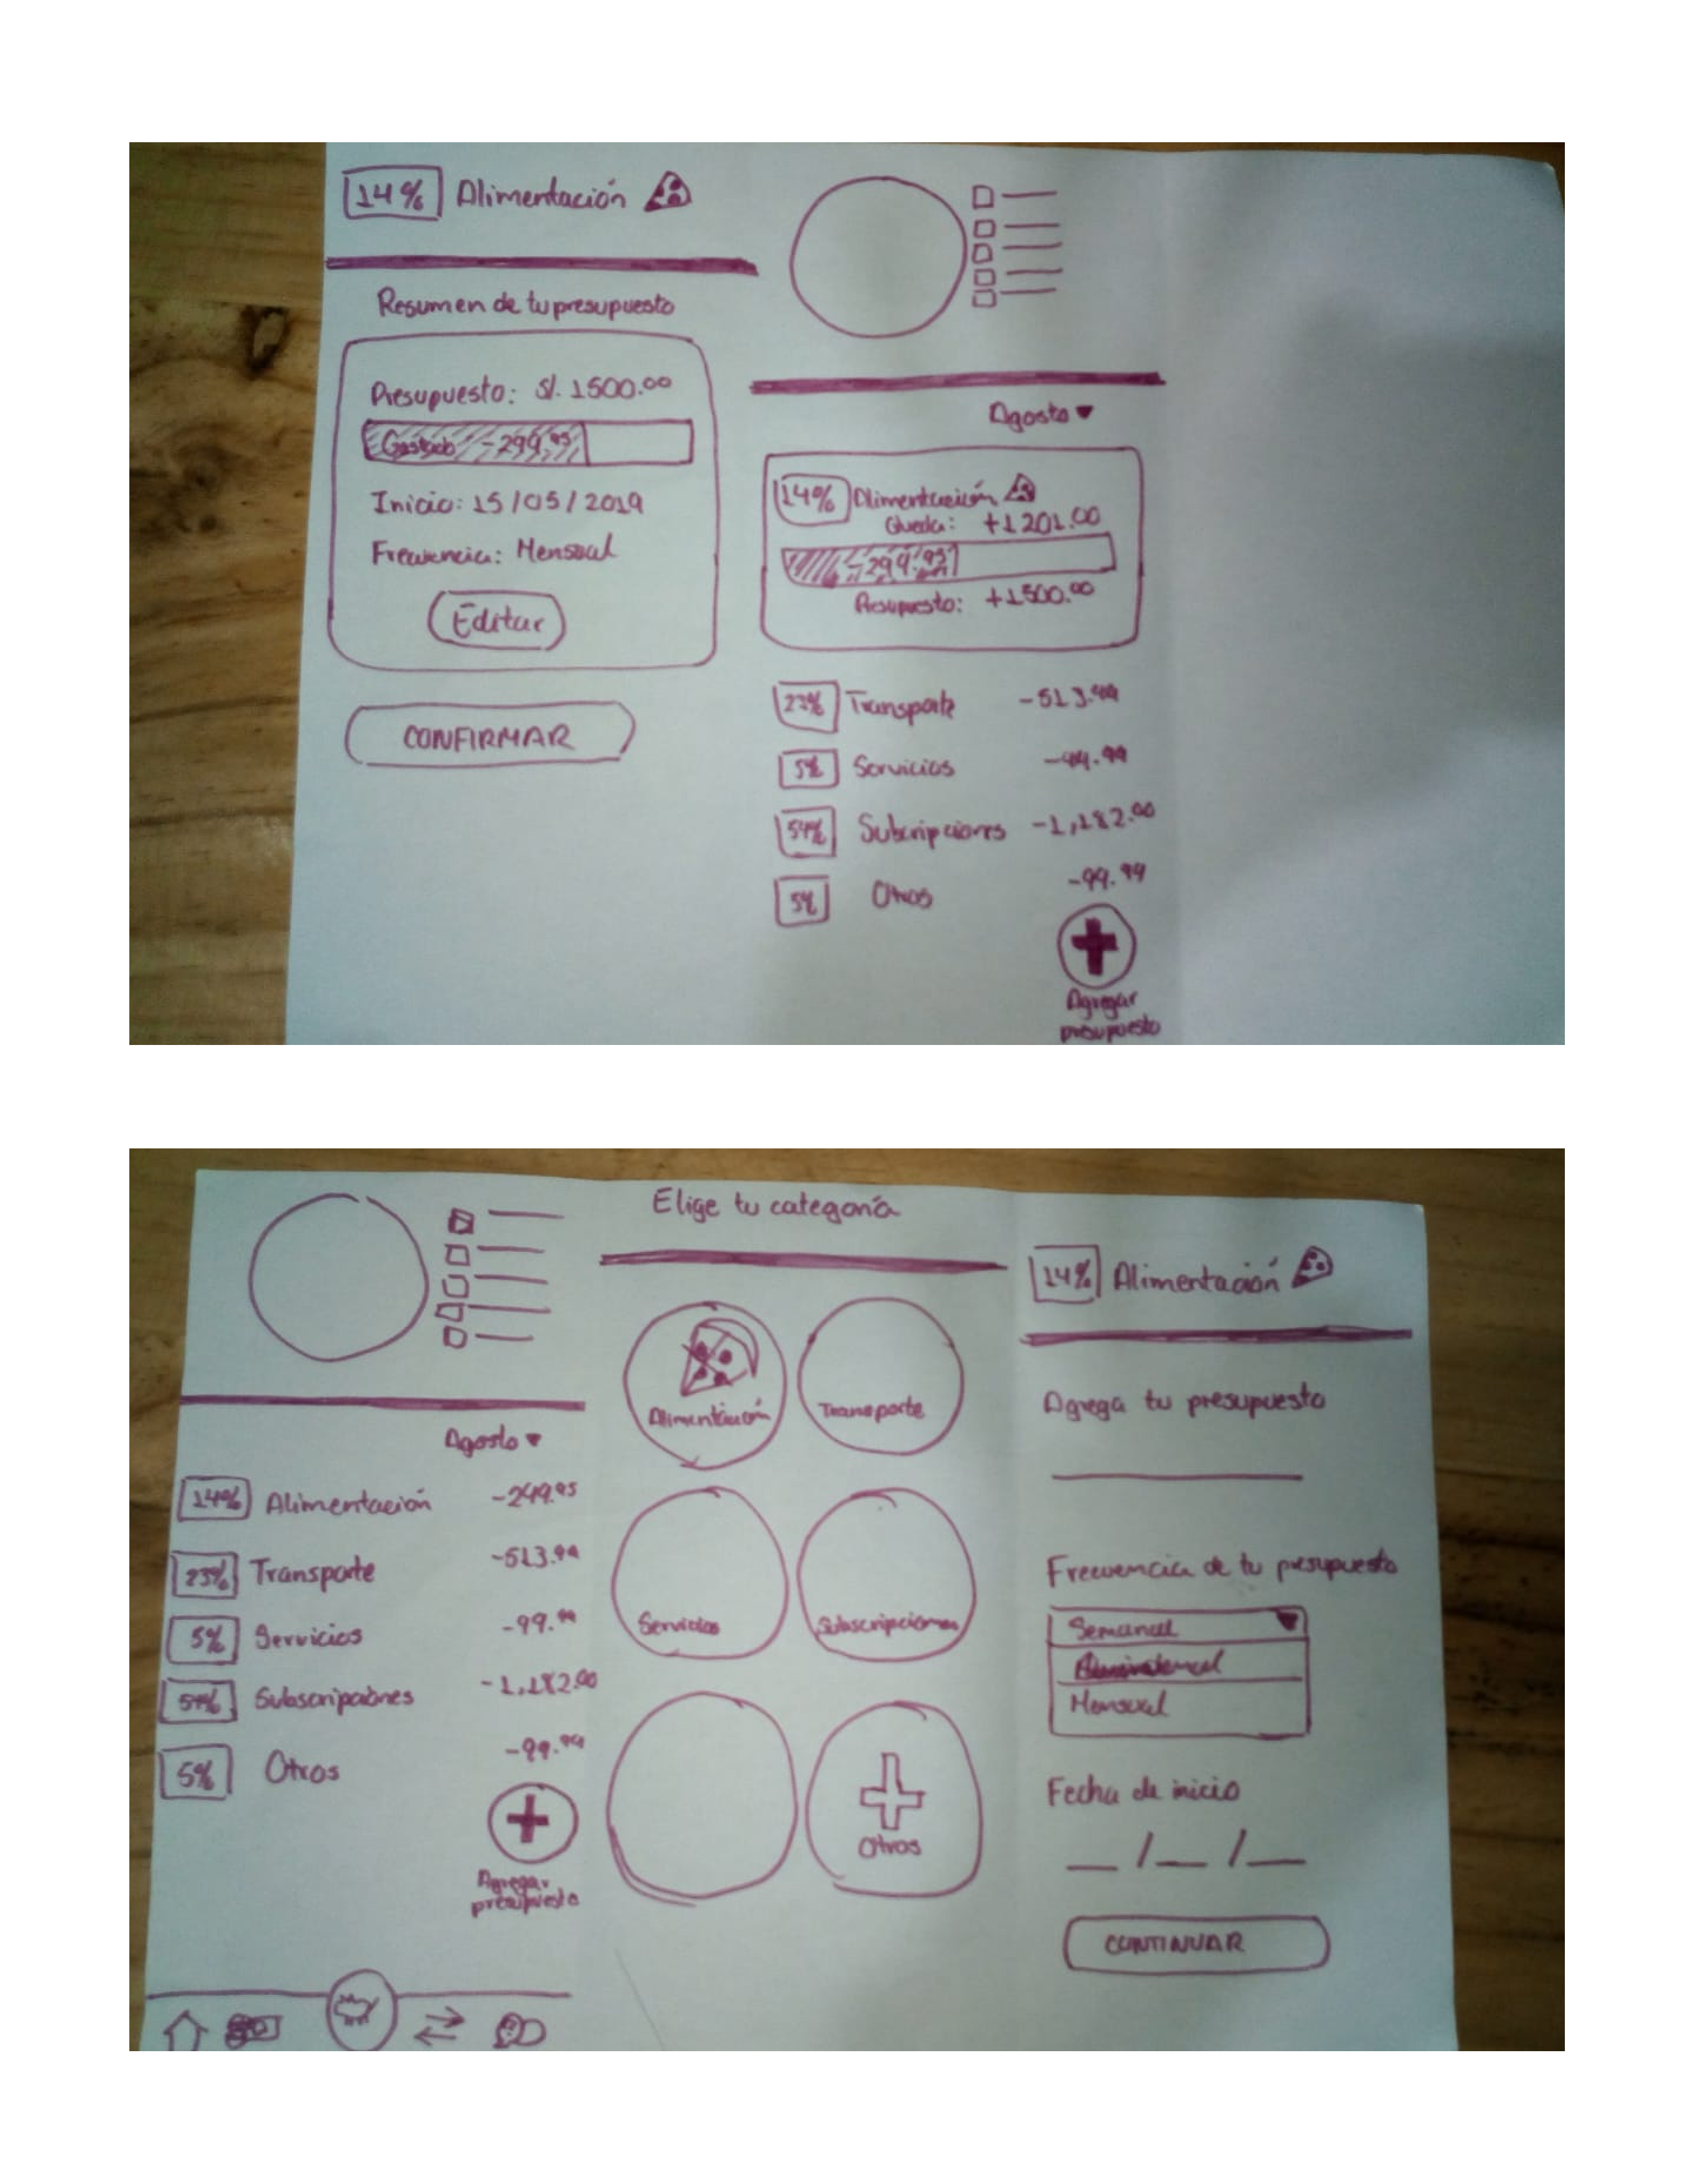 14% Alimentación
Resumen de tu presupuesto
Presupuesto: S/. 1500.00
Gastado -299.95
Inicio: 15/05/2019
Frecuencia: Mensual
Editar
CONFIRMAR
Agosto
14% Alimentación
Queda: +1201.00
-299.95
Presupuesto: +1500.00
23% Transporte -513.99
5% Servicios
54% Subscripciones -1,182.00
5% Otros -99.99
Agregar
presupuesto
Agosto
14% Alimentación -249.95
23% Transporte -513.99
5% Servicios -99.99
54% Subscripciones -1,182.00
5% Otros -99.99
Agregar
presupuesto
Elige tu categoría
Alimentación
Transporte
Servicios
Subscripciones
Otros
14% Alimentación
Agrega tu presupuesto
Frecuencia de tu presupuesto
Semanal
Mensual
Fecha de inicio
__ /__ /__
CONTINUAR